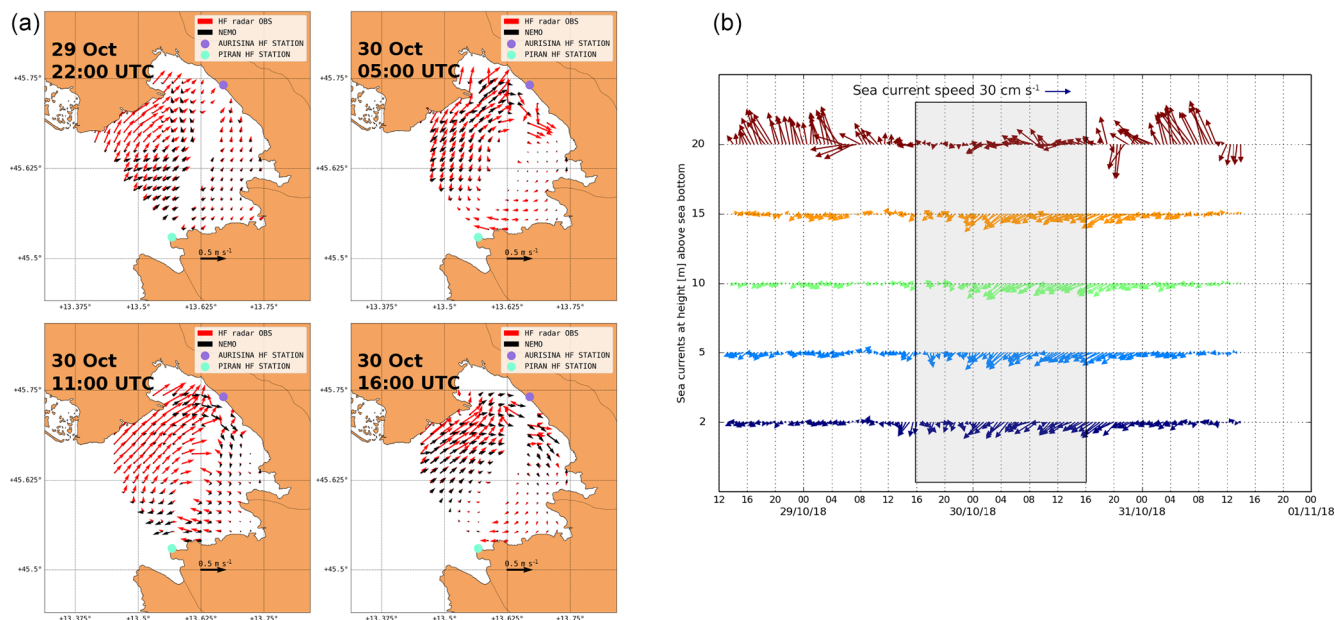 (a)
29 Oct
22:00 UTC
HF radar OBS
NEMO
AURISINA HF STATION
PIRAN HF STATION
+45.75°
+45.625°
+45.5°
0.5 m s⁻¹
+13.375° +13.5° +13.625° +13.75°
30 Oct
05:00 UTC
HF radar OBS
NEMO
AURISINA HF STATION
PIRAN HF STATION
+45.75°
+45.625°
+45.5°
0.5 m s⁻¹
+13.375° +13.5° +13.625° +13.75°
30 Oct
11:00 UTC
HF radar OBS
NEMO
AURISINA HF STATION
PIRAN HF STATION
+45.75°
+45.625°
+45.5°
0.5 m s⁻¹
+13.375° +13.5° +13.625° +13.75°
30 Oct
16:00 UTC
HF radar OBS
NEMO
AURISINA HF STATION
PIRAN HF STATION
+45.75°
+45.625°
+45.5°
0.5 m s⁻¹
+13.375° +13.5° +13.625° +13.75°
(b)
Sea current speed 30 cm s⁻¹
Sea currents at height [m] above sea bottom
20
15
10
5
2
12 16 20 00 04 08 12 16 20 00 04 08 12 16 20 00 04 08 12 16 20 00
29/10/18 30/10/18 31/10/18 01/11/18